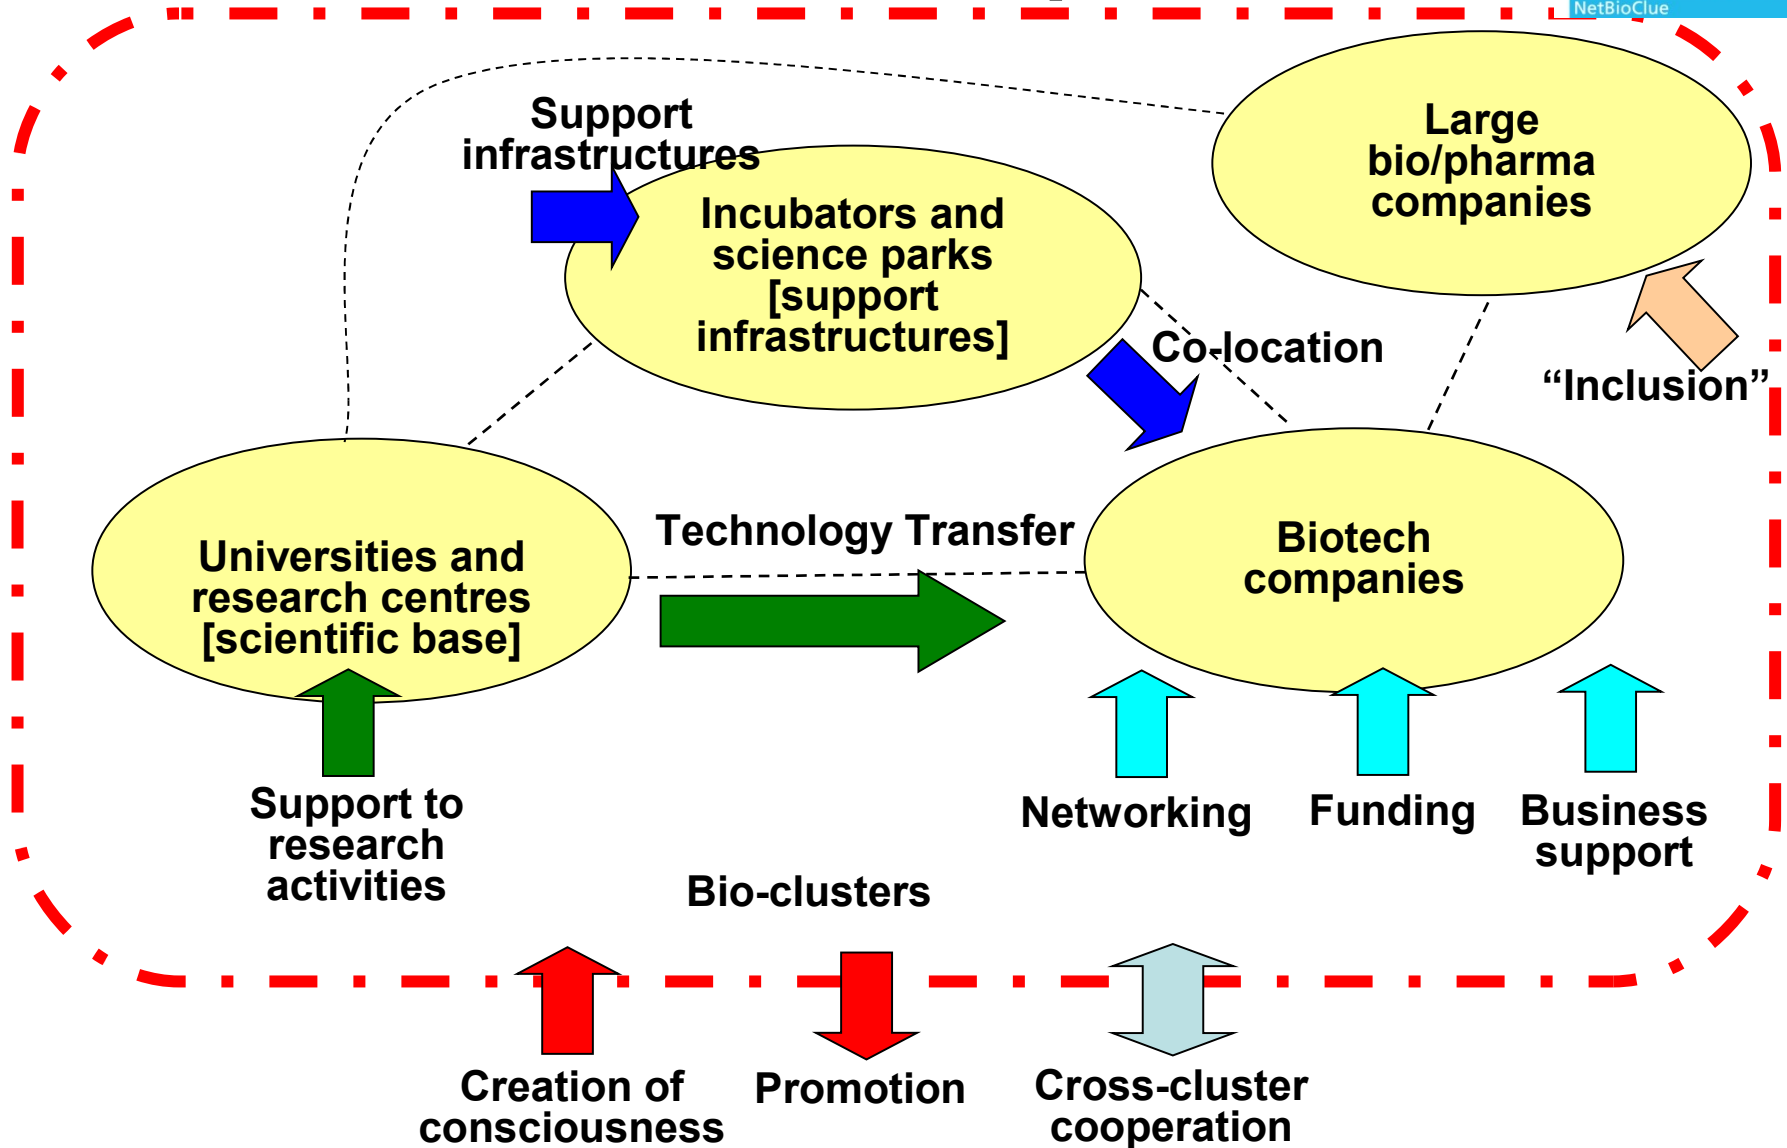 NetBioClue
Support
infrastructures
Large
bio/pharma
companies
Incubators and
science parks
[support
infrastructures]
Co-location
“Inclusion”
Technology Transfer
Universities and
research centres
[scientific base]
Biotech
companies
Support to
research
activities
Networking
Funding
Business
support
Bio-clusters
Creation of
consciousness
Promotion
Cross-cluster
cooperation